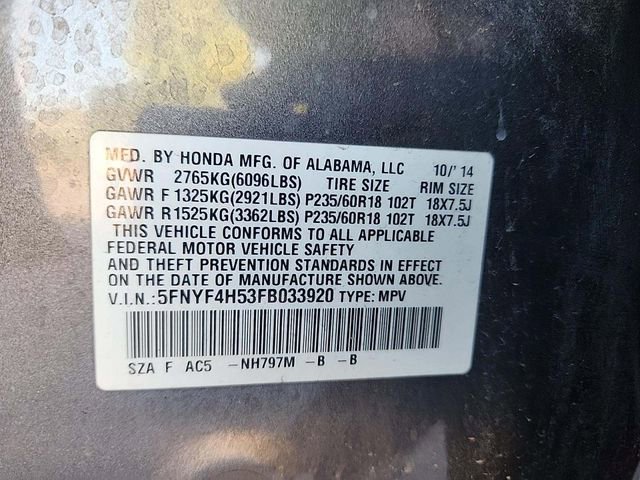 MFD. BY HONDA MFG. OF ALABAMA, LLC 10/'14
GVWR 2765KG(6096LBS) TIRE SIZE RIM SIZE
GAWR F 1325KG(2921LBS) P235/60R18 102T 18X7.5J
GAWR R 1525KG(3362LBS) P235/60R18 102T 18X7.5J
THIS VEHICLE CONFORMS TO ALL APPLICABLE
FEDERAL MOTOR VEHICLE SAFETY
AND THEFT PREVENTION STANDARDS IN EFFECT
ON THE DATE OF MANUFACTURE SHOWN ABOVE.
V.I.N.: 5FNYF4H53FB033920 TYPE: MPV
SZA F AC5 -NH797M -B -B